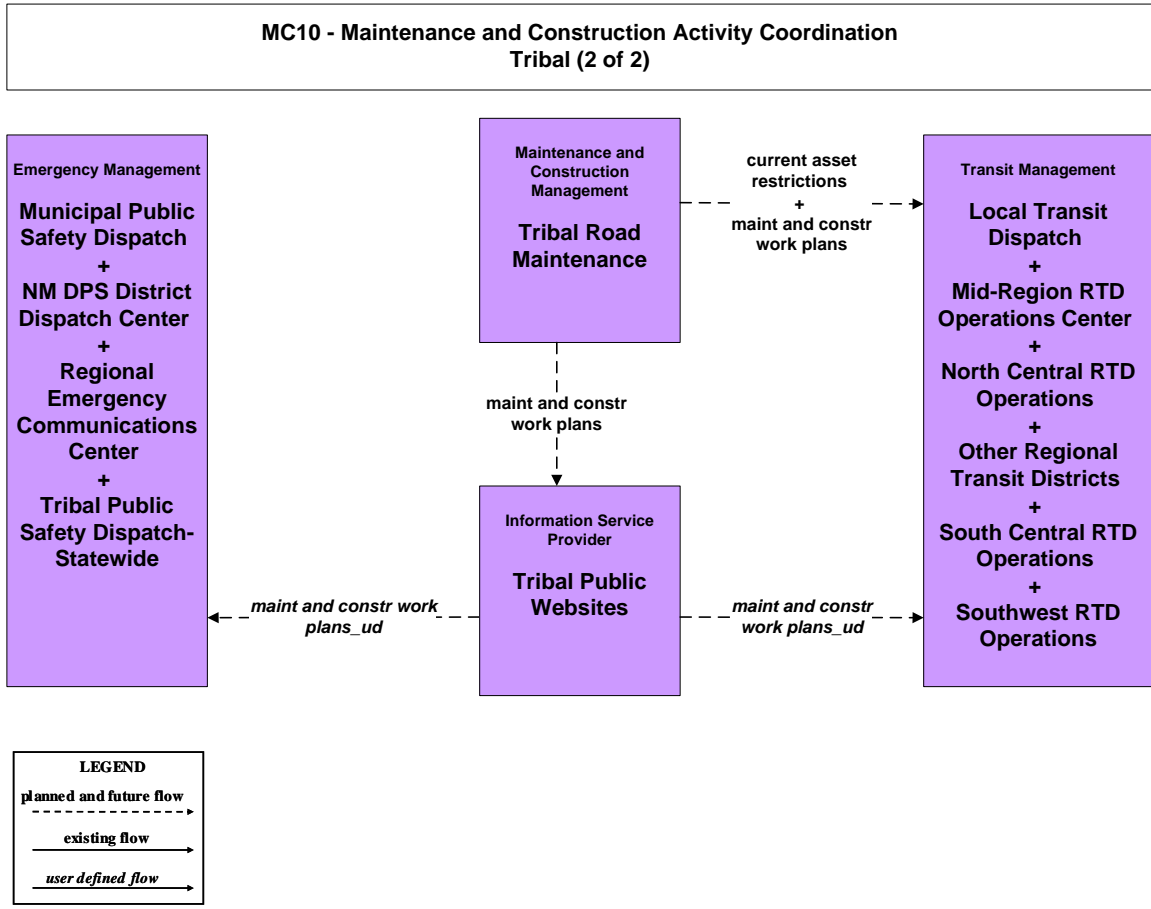 MC10 - Maintenance and Construction Activity Coordination
Tribal (2 of 2)
Emergency Management
Municipal Public
Safety Dispatch
+
NM DPS District
Dispatch Center
+
Regional
Emergency
Communications
Center
+
Tribal Public
Safety Dispatch-
Statewide
Maintenance and
Construction
Management
Tribal Road
Maintenance
current asset
restrictions
+
maint and constr
work plans
Transit Management
Local Transit
Dispatch
+
Mid-Region RTD
Operations Center
+
North Central RTD
Operations
+
Other Regional
Transit Districts
+
South Central RTD
Operations
+
Southwest RTD
Operations
maint and constr
work plans
Information Service
Provider
Tribal Public
Websites
maint and constr work
plans_ud
maint and constr
work plans_ud
LEGEND
planned and future flow
existing flow
user defined flow